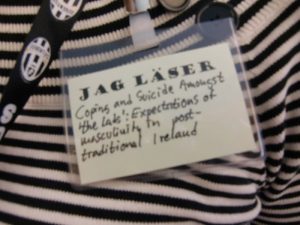 JAG LÄSER
Coping and Suicide Amongst
'the Lads': Expectations of
masculinity in post-
traditional Ireland